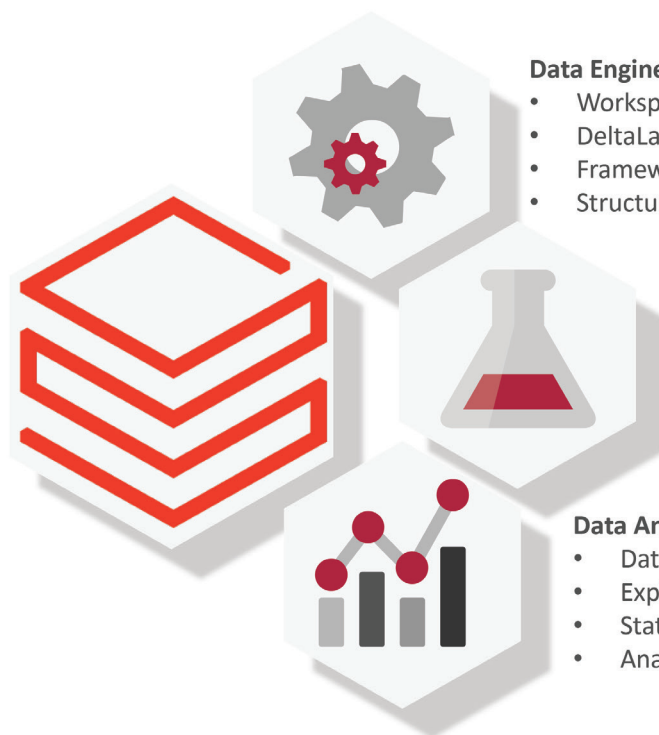 Data Engine
• Worksp
• DeltaLa
• Framew
• Structu
Data An
• Dat
• Exp
• Stat
• Ana